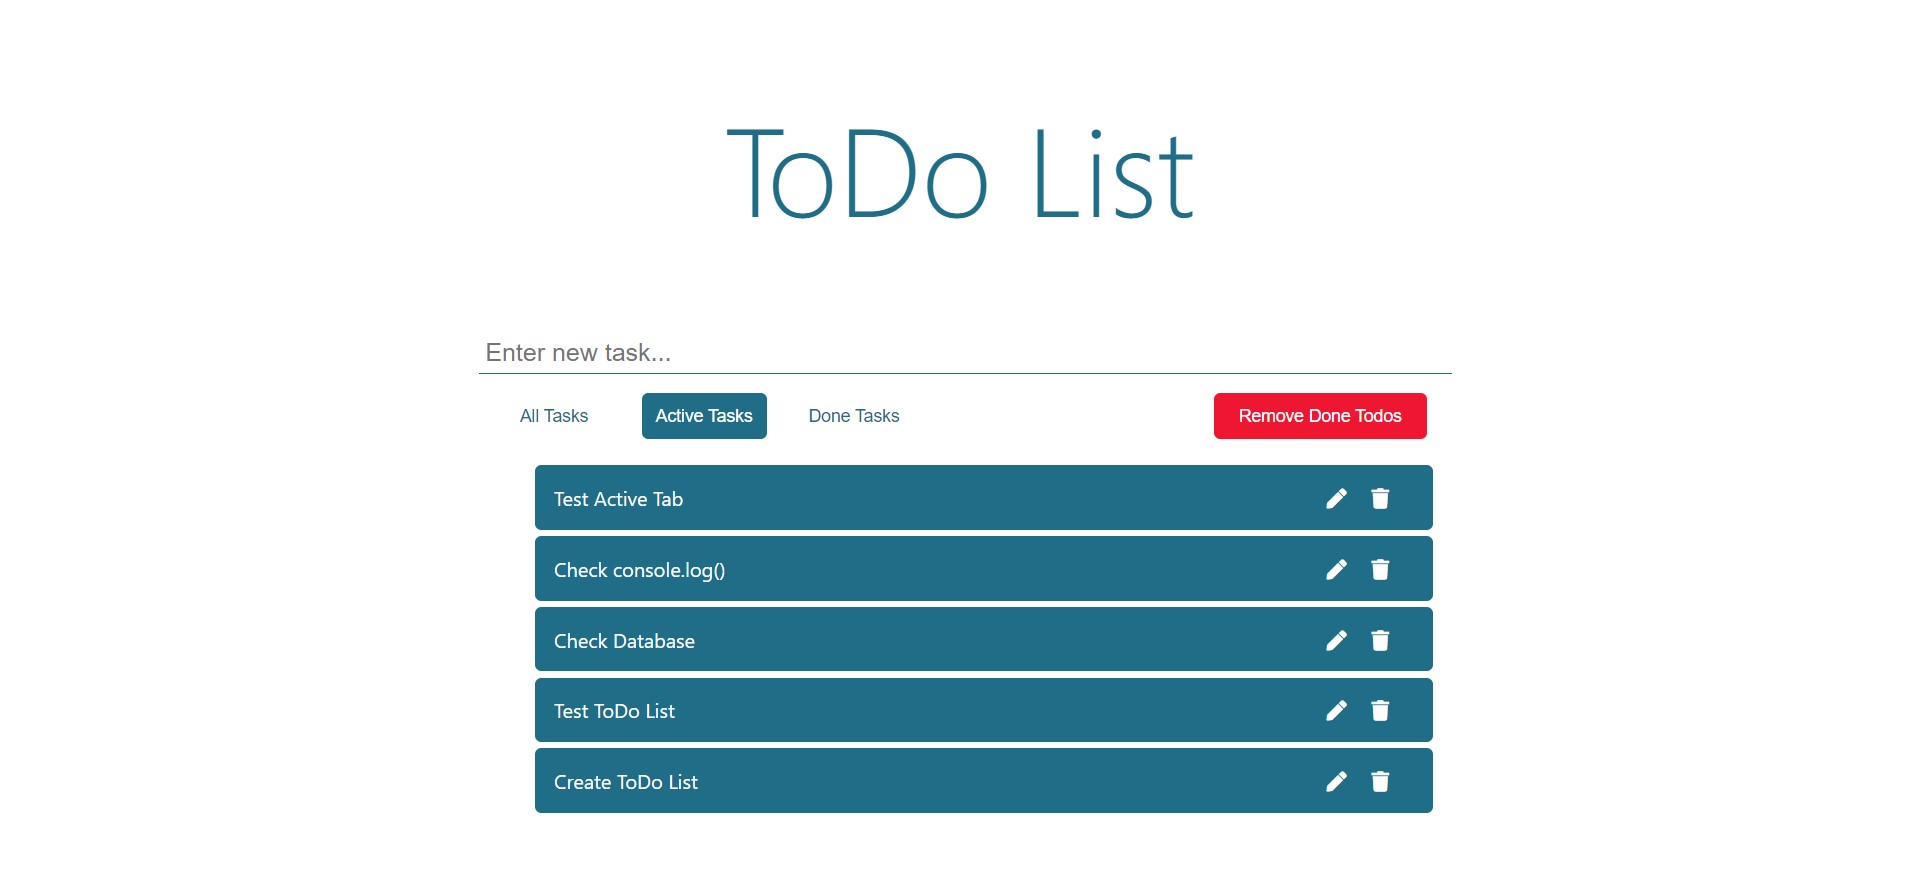 ToDo List
Enter new task...
All Tasks Active Tasks Done Tasks Remove Done Todos
Test Active Tab
Check console.log()
Check Database
Test ToDo List
Create ToDo List